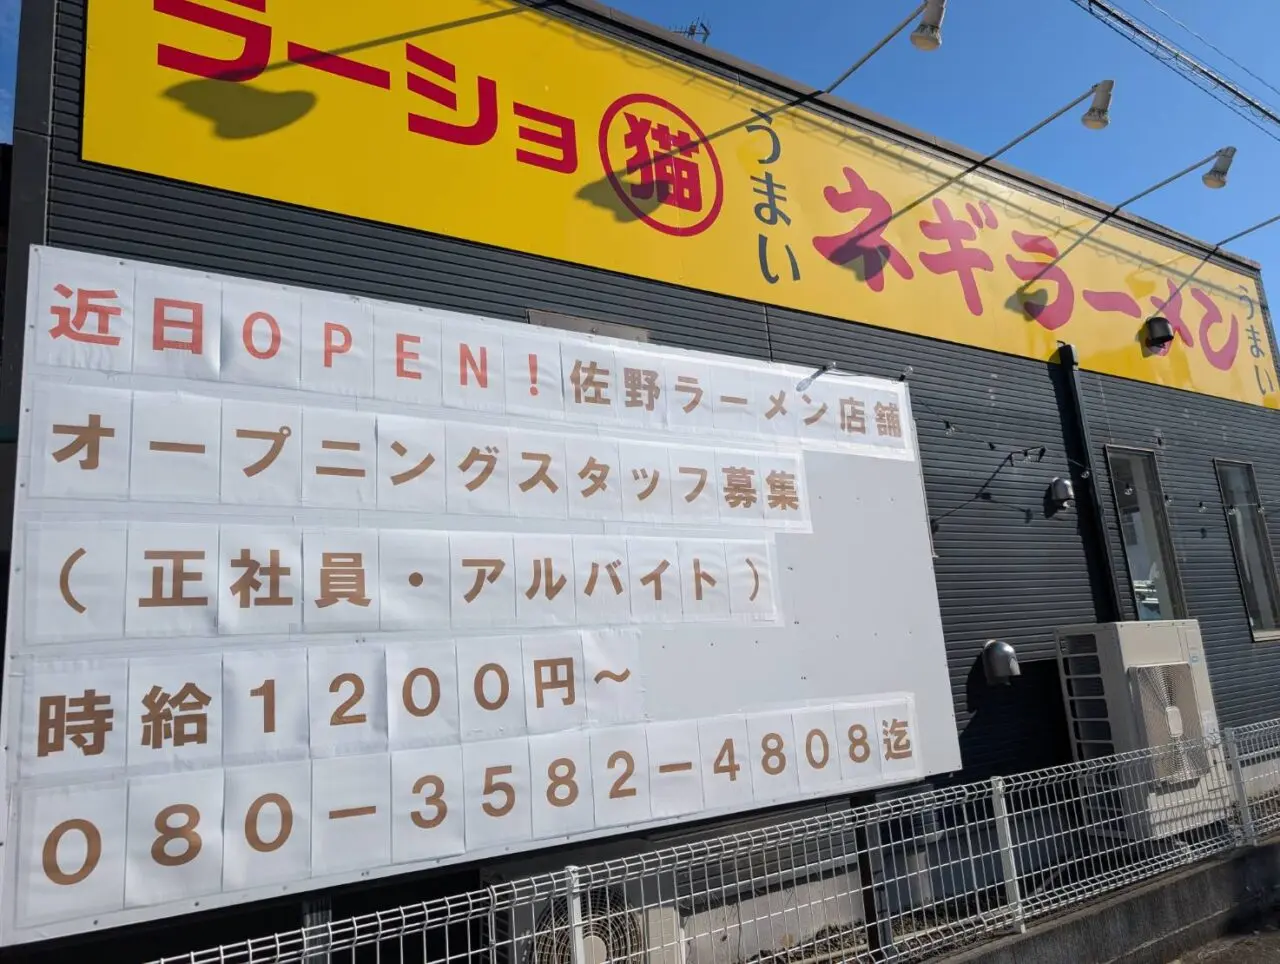 ラーショ 猫 うまい ネギラーメン うまい
近日OPEN!佐野ラーメン店舗
オープニングスタッフ募集
(正社員・アルバイト)
時給1200円～
080-3582-4808迄